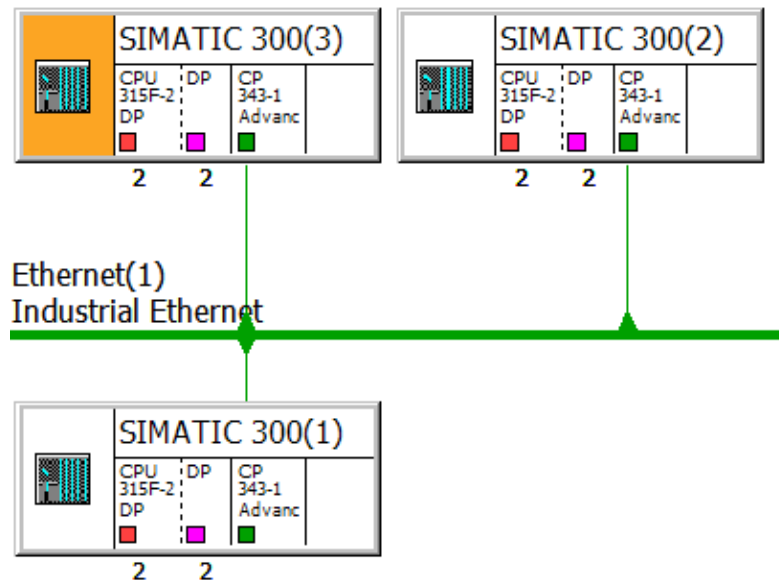 SIMATIC 300(3)
CPU 315F-2 DP
DP
CP 343-1 Advanc
2 2
SIMATIC 300(2)
CPU 315F-2 DP
DP
CP 343-1 Advanc
2 2
Ethernet(1)
Industrial Ethernet
SIMATIC 300(1)
CPU 315F-2 DP
DP
CP 343-1 Advanc
2 2